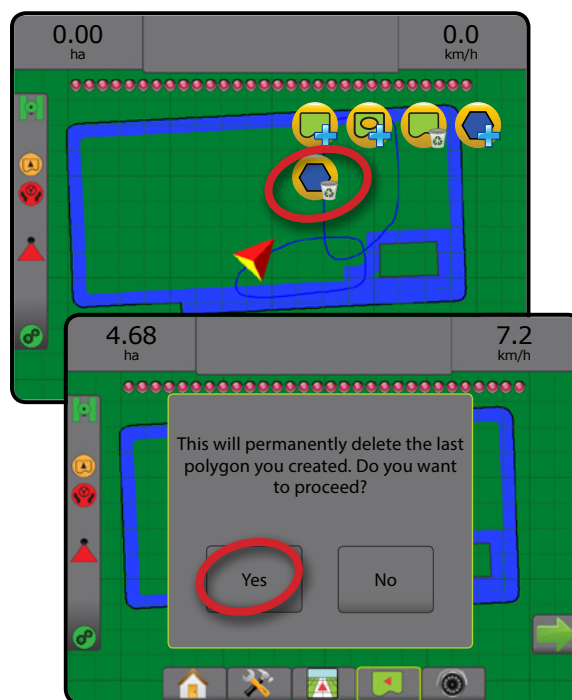 0.00
ha
0.0
km/h
4.68
ha
7.2
km/h
This will permanently delete the last
polygon you created. Do you want
to proceed?
Yes
No